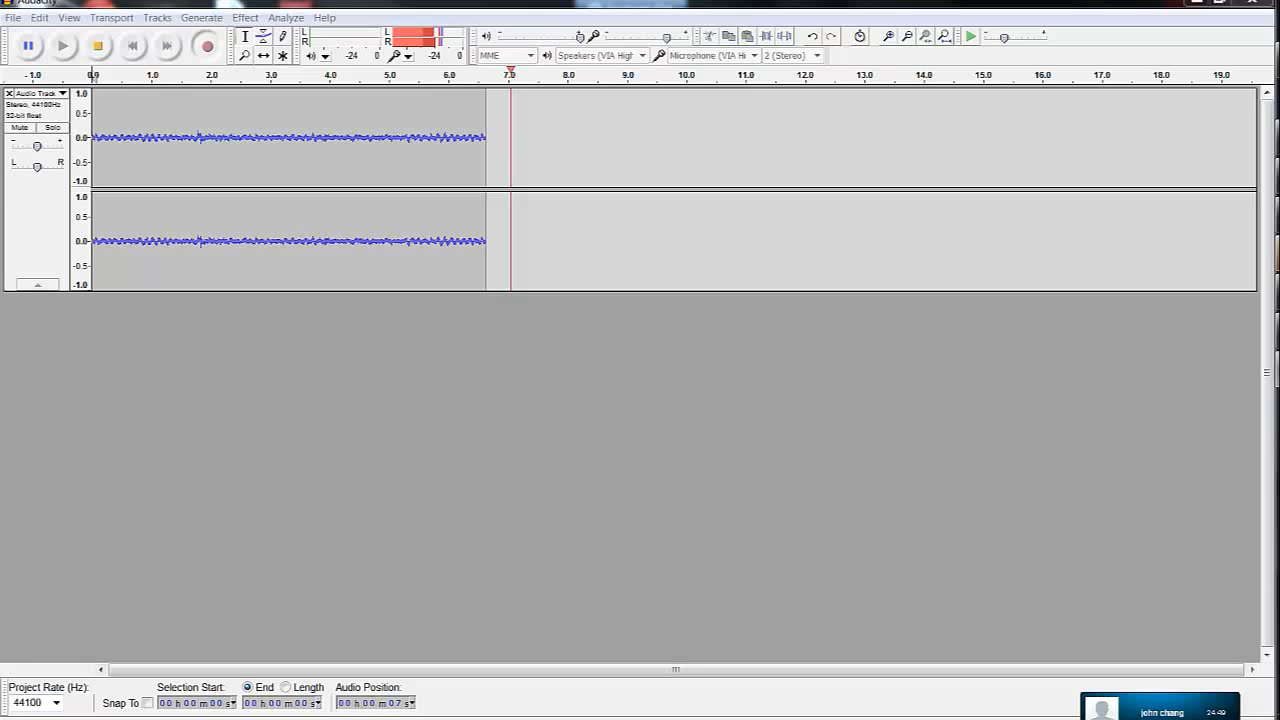 Audacity
File Edit View Transport Tracks Generate Effect Analyze Help
L L
R R
-24 0 -24 0
MME Speakers (VIA High Microphone (VIA Hi 2 (Stereo)
-1.0 0.0 1.0 2.0 3.0 4.0 5.0 6.0 7.0 8.0 9.0 10.0 11.0 12.0 13.0 14.0 15.0 16.0 17.0 18.0 19.0
Audio Track
Stereo, 44100Hz
32-bit float
Mute Solo
- +
L R
1.0
0.5
0.0
-0.5
-1.0
1.0
0.5
0.0
-0.5
-1.0
Project Rate (Hz):
44100
Snap To
Selection Start:
00 h 00 m 00 s
End Length
00 h 00 m 00 s
Audio Position:
00 h 00 m 07 s
john chang 24:49